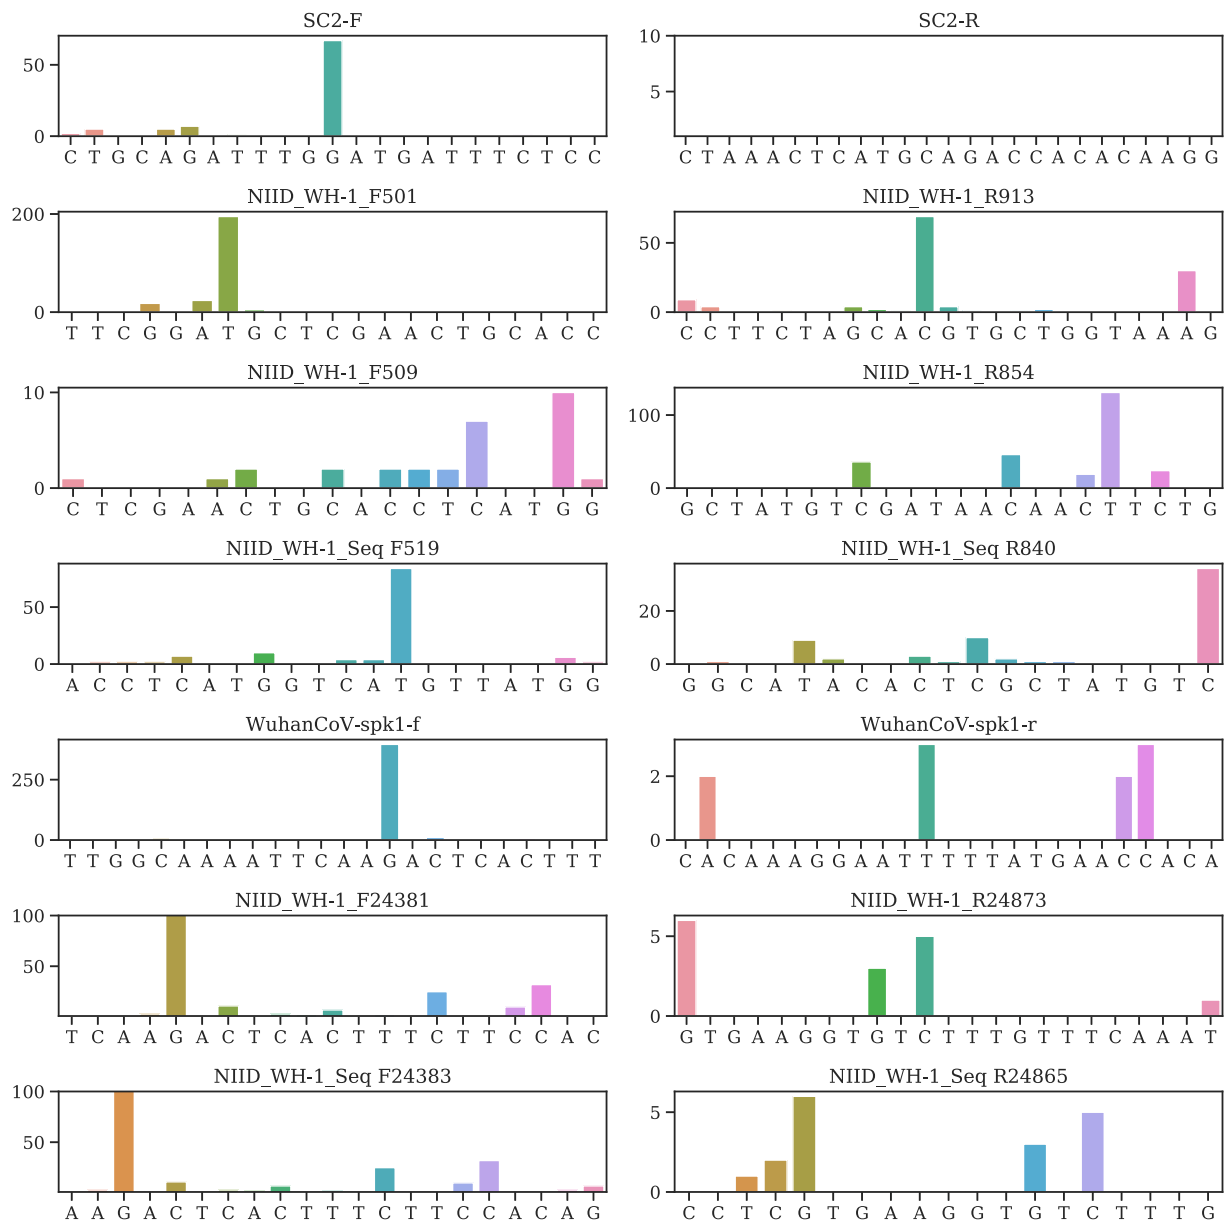 SC2-F
50
0
C T G C A G A T T T G G A T G A T T T C T C C
SC2-R
10
5
C T A A A C T C A T G C A G A C C A C A C A A G G
NIID_WH-1_F501
200
0
T T C G G A T G C T C G A A C T G C A C C
NIID_WH-1_R913
50
0
C C T T C T A G C A C G T G C T G G T A A A G
NIID_WH-1_F509
10
0
C T C G A A C T G C A C C T C A T G G
NIID_WH-1_R854
100
0
G C T A T G T C G A T A A C A A C T T C T G
NIID_WH-1_Seq F519
50
0
A C C T C A T G G T C A T G T T A T G G
NIID_WH-1_Seq R840
20
0
G G C A T A C A C T C G C T A T G T C
WuhanCoV-spk1-f
250
0
T T G G C A A A A T T C A A G A C T C A C T T T
WuhanCoV-spk1-r
2
0
C A C A A A G G A A T T T T T A T G A A C C A C A
NIID_WH-1_F24381
100
50
T C A A G A C T C A C T T T C T T C C A C
NIID_WH-1_R24873
5
0
G T G A A G G T G T C T T T G T T T C A A A T
NIID_WH-1_Seq F24383
100
50
A A G A C T C A C T T T C T T C C A C A G
NIID_WH-1_Seq R24865
5
0
C C T C G T G A A G G T G T C T T T G